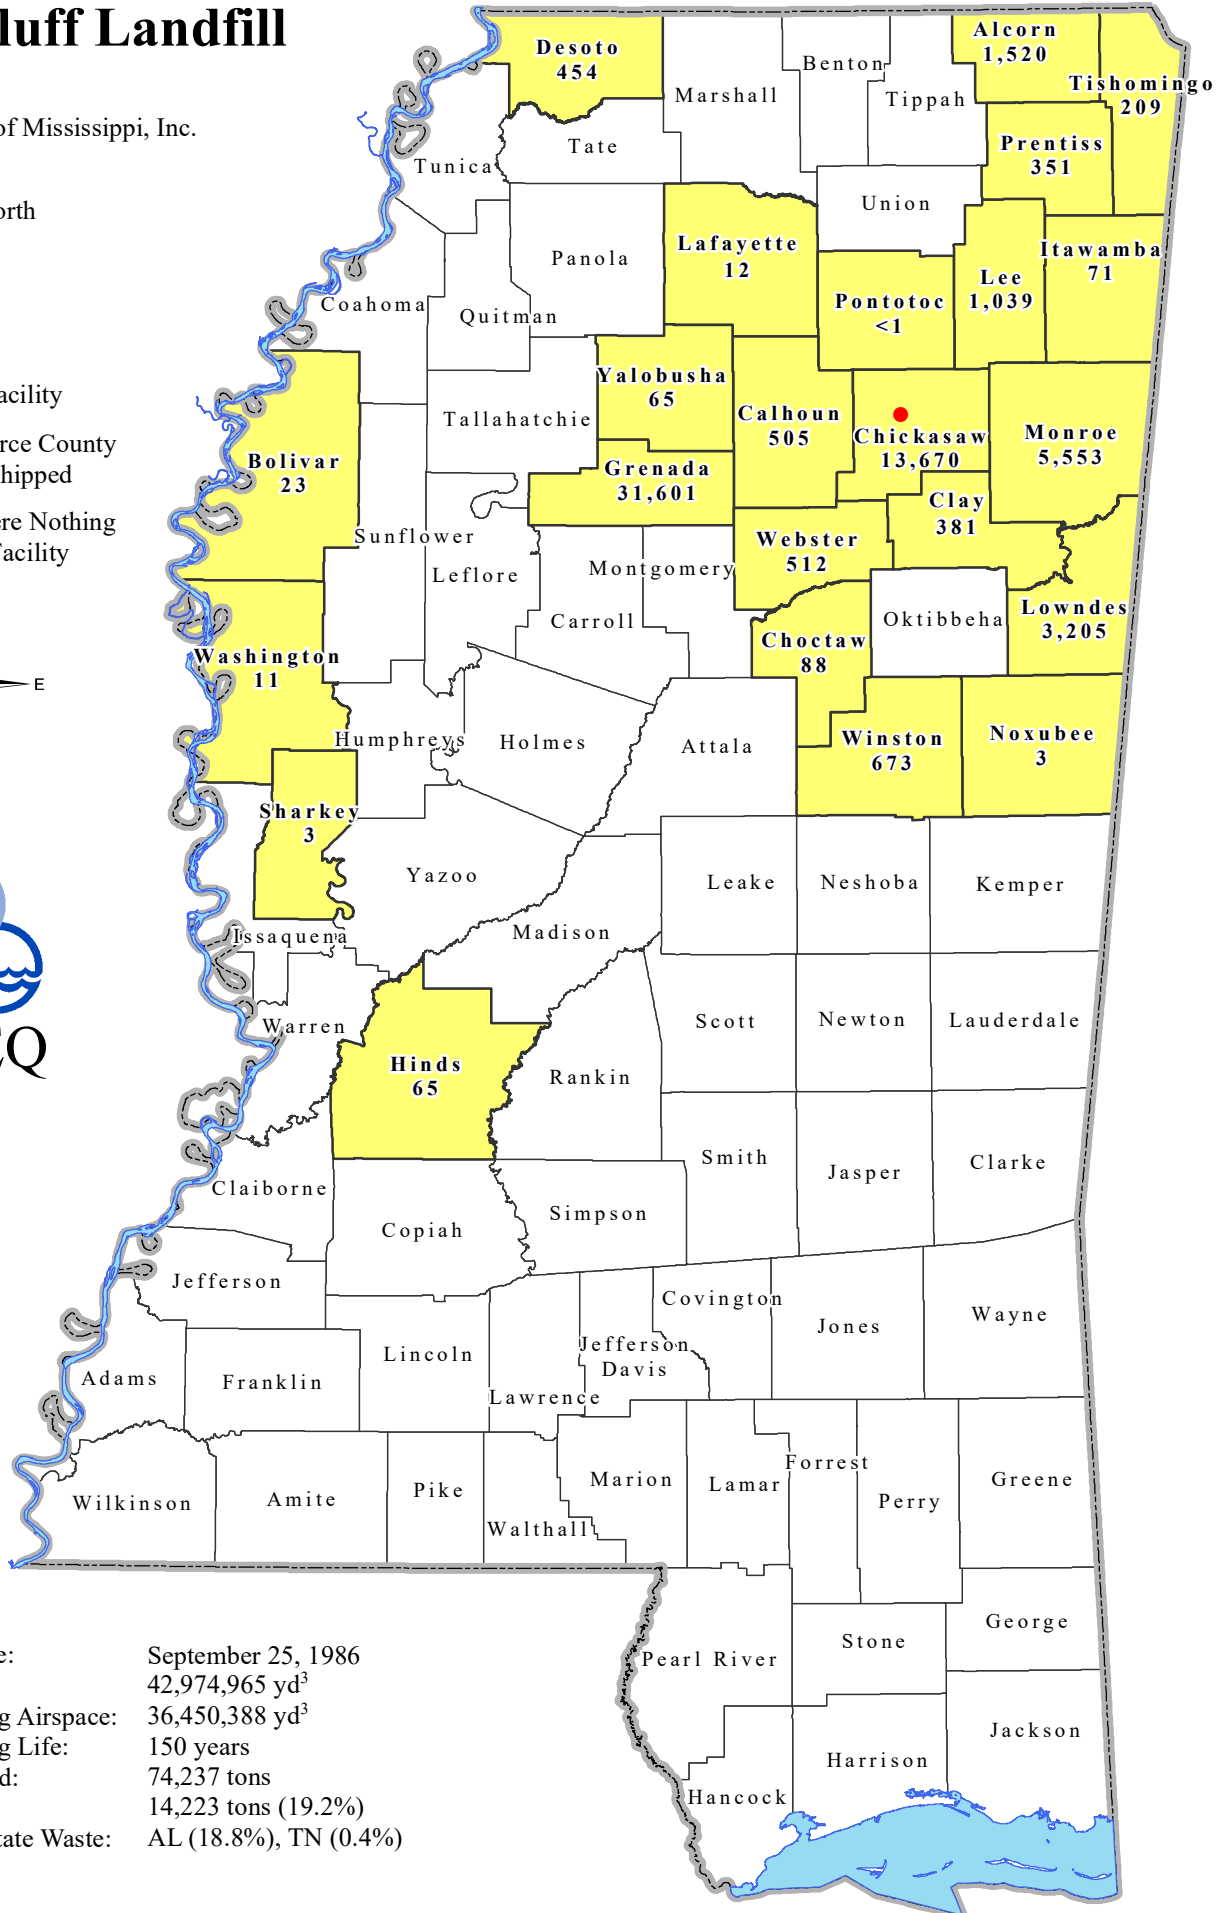 luff Landfill
of Mississippi, Inc.
orth
acility
rce County
hipped
ere Nothing
Facility
E
CQ
Desoto
454
Marshall
Benton
Tippah
Alcorn
1,520
Tishomingo
209
Tunica
Tate
Prentiss
351
Union
Panola
Lafayette
12
Itawamba
71
Lee
1,039
Pontotoc
<1
Coahoma
Quitman
Yalobusha
65
Tallahatchie
Calhoun
505
Chickasaw
13,670
Monroe
5,553
Bolivar
23
Grenada
31,601
Clay
381
Sunflower
Leflore
Montgomery
Webster
512
Carroll
Oktibbeha
Lowndes
3,205
Choctaw
88
Washington
11
Humphreys
Holmes
Attala
Winston
673
Noxubee
3
Sharkey
3
Yazoo
Leake
Neshoba
Kemper
Issaquena
Madison
Warren
Scott
Newton
Lauderdale
Hinds
65
Rankin
Smith
Jasper
Clarke
Claiborne
Copiah
Simpson
Jefferson
Covington
Jones
Wayne
Jefferson
Davis
Lincoln
Adams
Franklin
Lawrence
Wilkinson
Amite
Pike
Walthall
Marion
Lamar
Forrest
Perry
Greene
Pearl River
Stone
George
Jackson
Harrison
Hancock
e: September 25, 1986
42,974,965 yd³
g Airspace: 36,450,388 yd³
g Life: 150 years
d: 74,237 tons
14,223 tons (19.2%)
tate Waste: AL (18.8%), TN (0.4%)